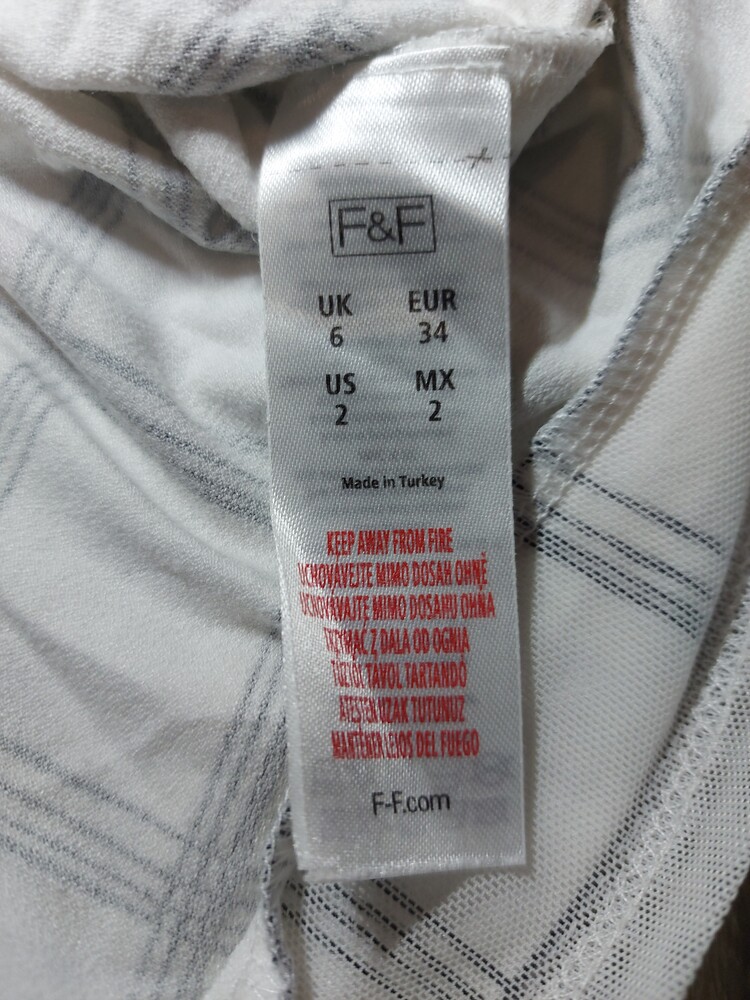 F&F
UK EUR
6 34
US MX
2 2
Made in Turkey
KEEP AWAY FROM FIRE
UCHOVÁVEJTE MIMO DOSAH OHNĚ
UCHOVÁVAJTE MIMO DOSAHU OHŇA
TRZYMAĆ Z DALA OD OGNIA
TŰZTŐL TÁVOL TARTANDÓ
ATEŞTEN UZAK TUTUNUZ
MANTENER LEJOS DEL FUEGO
F-F.com